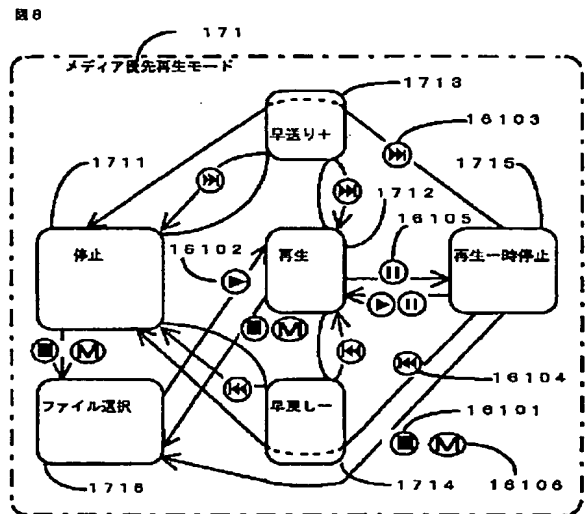 図8
171
メディア優先再生モード
1713
早送り＋
16103
1711
1715
1712
16105
停止
16102
再生
再生一時停止
M
M
ファイル選択
早戻し－
16104
16101
M
1716
1714
16106